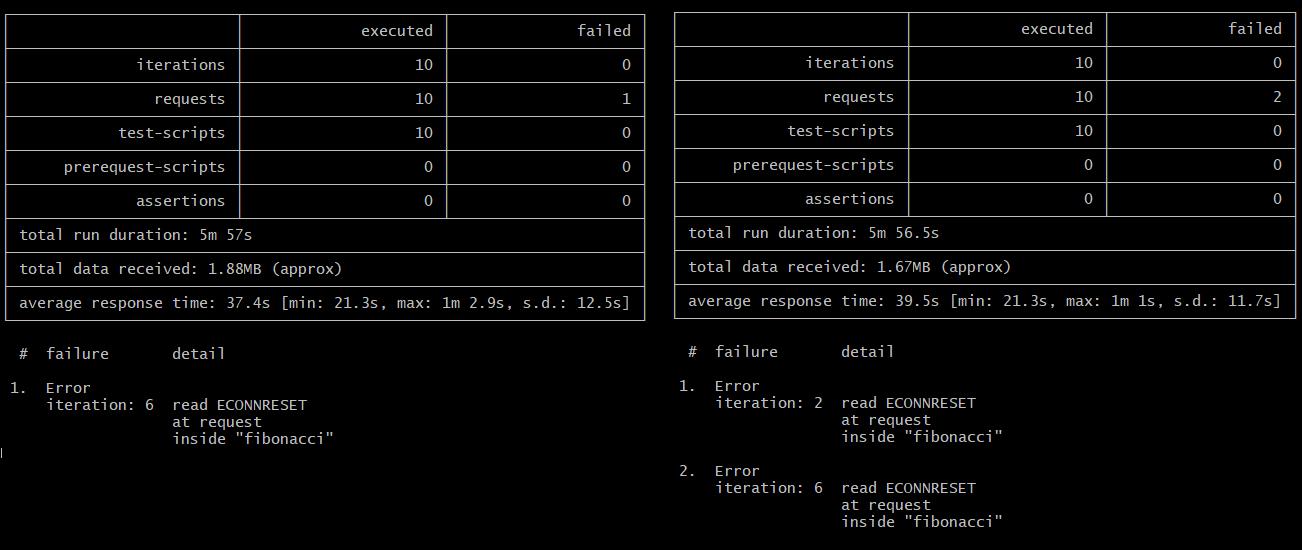 executed failed
iterations 10 0
requests 10 1
test-scripts 10 0
prerequest-scripts 0 0
assertions 0 0
total run duration: 5m 57s
total data received: 1.88MB (approx)
average response time: 37.4s [min: 21.3s, max: 1m 2.9s, s.d.: 12.5s]
# failure detail
1. Error
iteration: 6 read ECONNRESET
at request
inside "fibonacci"
executed failed
iterations 10 0
requests 10 2
test-scripts 10 0
prerequest-scripts 0 0
assertions 0 0
total run duration: 5m 56.5s
total data received: 1.67MB (approx)
average response time: 39.5s [min: 21.3s, max: 1m 1s, s.d.: 11.7s]
# failure detail
1. Error
iteration: 2 read ECONNRESET
at request
inside "fibonacci"
2. Error
iteration: 6 read ECONNRESET
at request
inside "fibonacci"